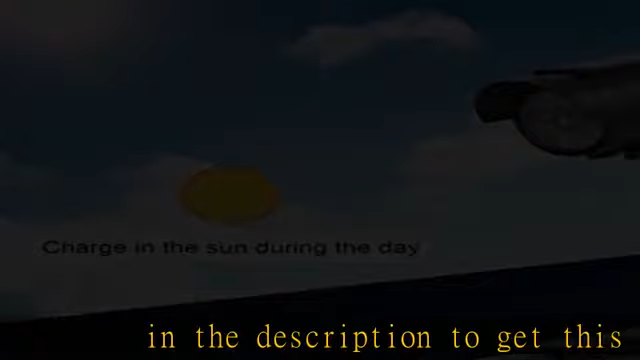 Charge in the sun during the day
in the description to get this